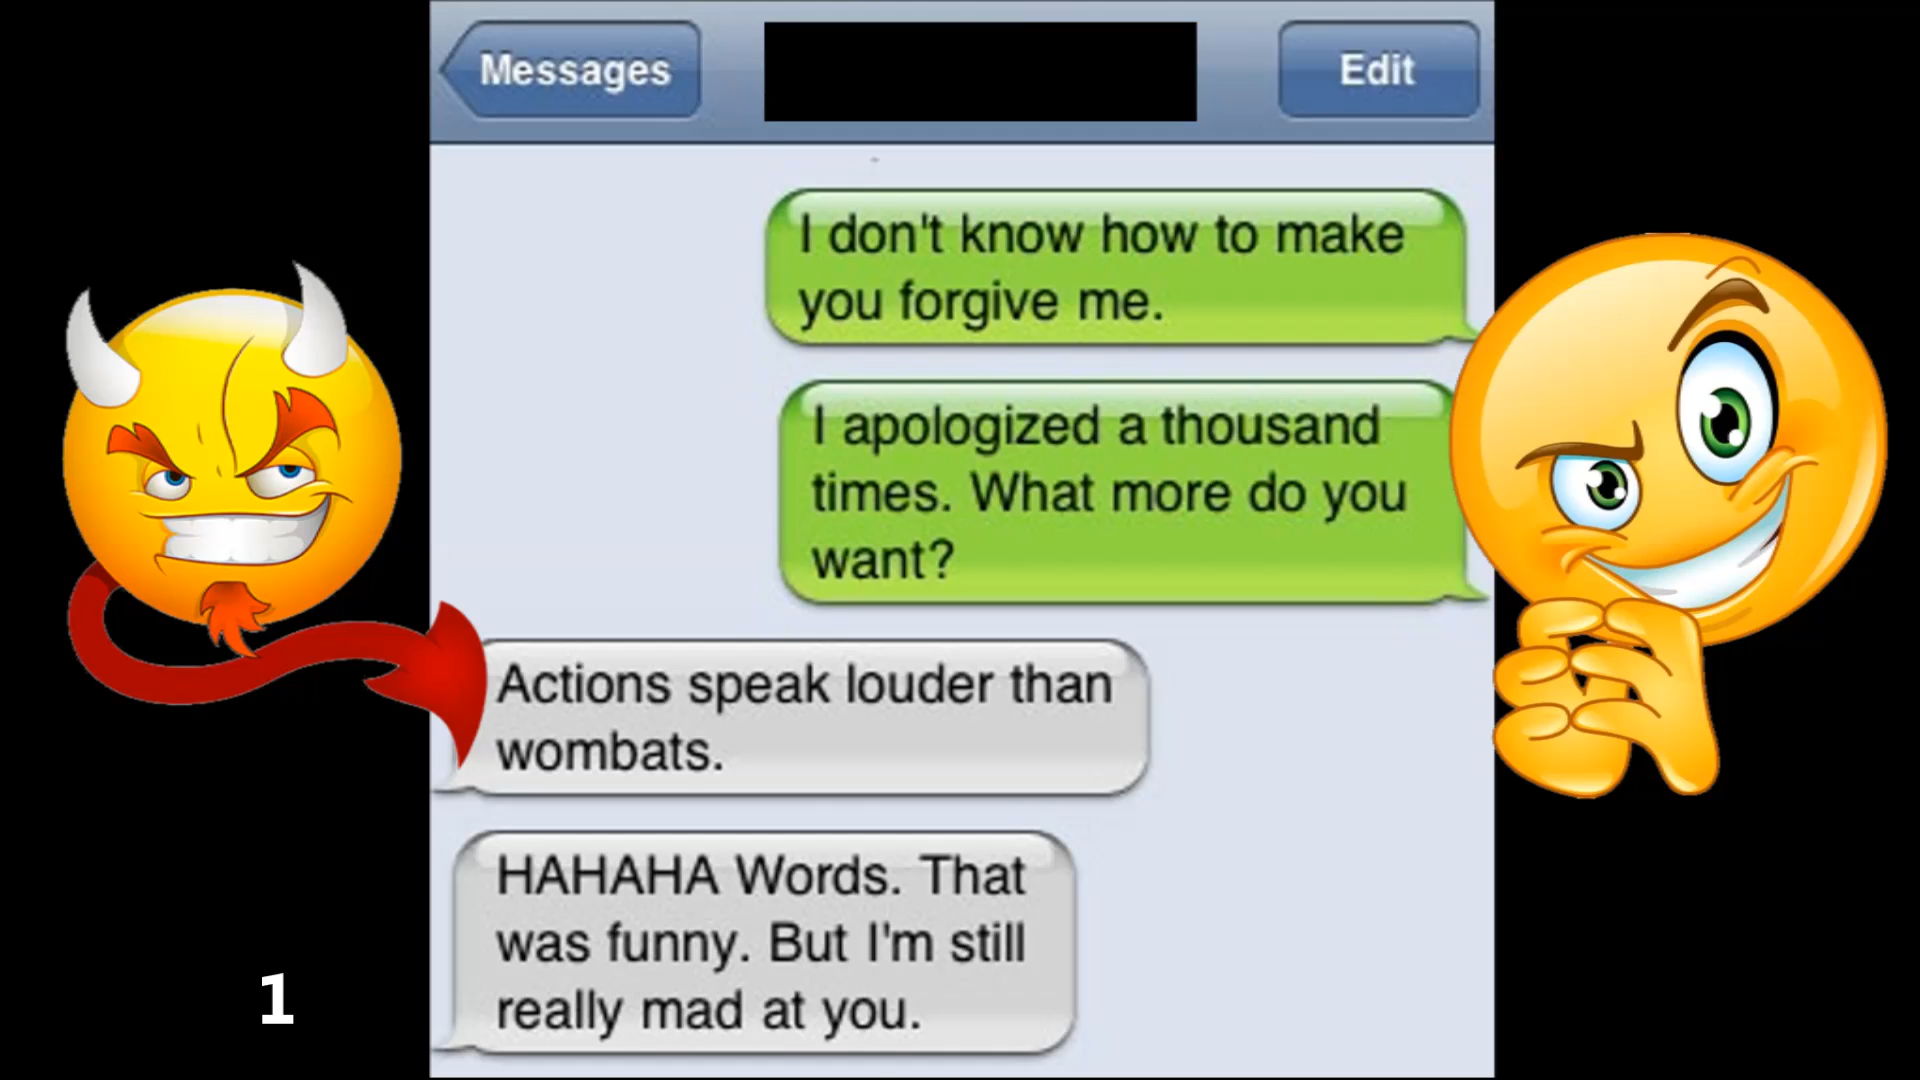 Messages
Edit
I don't know how to make
you forgive me.
I apologized a thousand
times. What more do you
want?
Actions speak louder than
wombats.
HAHAHA Words. That
was funny. But I'm still
really mad at you.
1